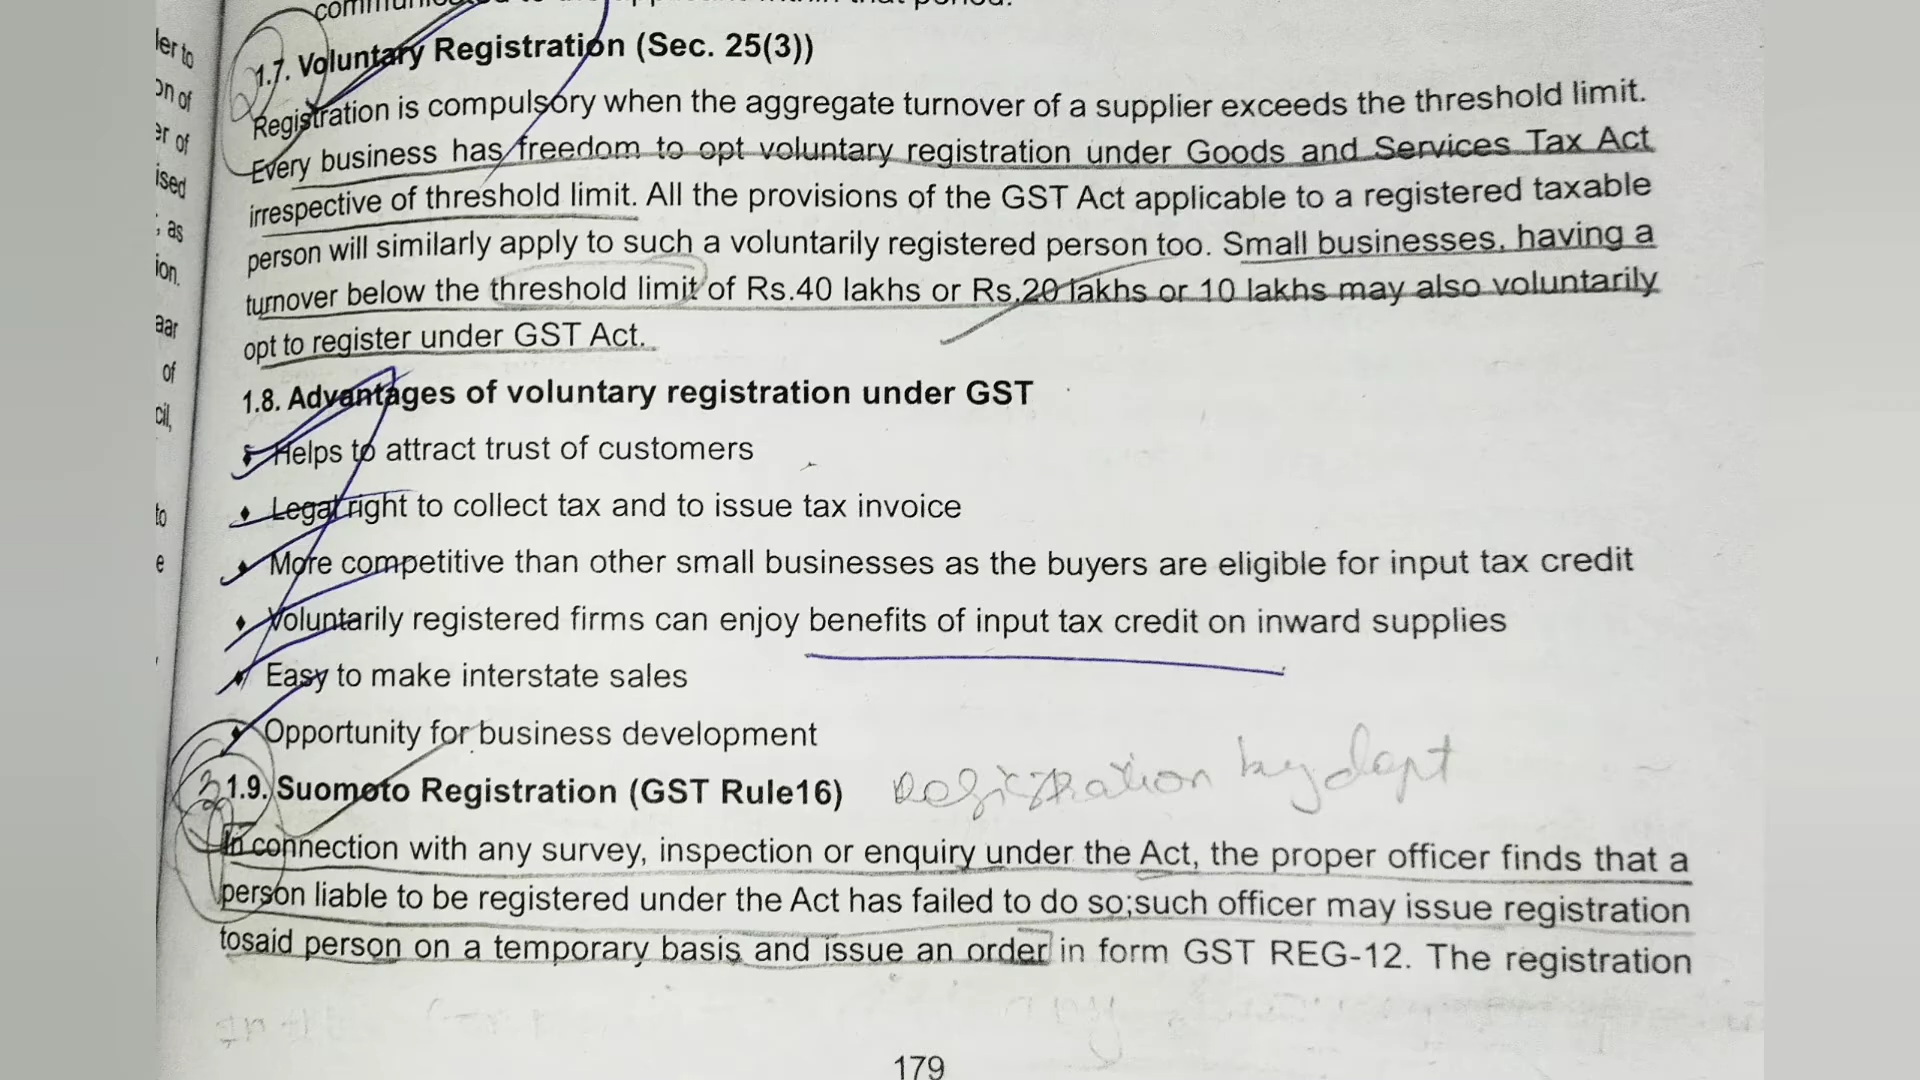 1.7. Voluntary Registration (Sec. 25(3))
Registration is compulsory when the aggregate turnover of a supplier exceeds the threshold limit.
Every business has freedom to opt voluntary registration under Goods and Services Tax Act
irrespective of threshold limit. All the provisions of the GST Act applicable to a registered taxable
person will similarly apply to such a voluntarily registered person too. Small businesses, having a
turnover below the threshold limit of Rs.40 lakhs or Rs.20 lakhs or 10 lakhs may also voluntarily
opt to register under GST Act.
1.8. Advantages of voluntary registration under GST
♦ Helps to attract trust of customers
♦ Legal right to collect tax and to issue tax invoice
♦ More competitive than other small businesses as the buyers are eligible for input tax credit
♦ Voluntarily registered firms can enjoy benefits of input tax credit on inward supplies
♦ Easy to make interstate sales
♦ Opportunity for business development
1.9. Suomoto Registration (GST Rule16) Registration by dept
In connection with any survey, inspection or enquiry under the Act, the proper officer finds that a
person liable to be registered under the Act has failed to do so;such officer may issue registration
tosaid person on a temporary basis and issue an order in form GST REG-12. The registration
179